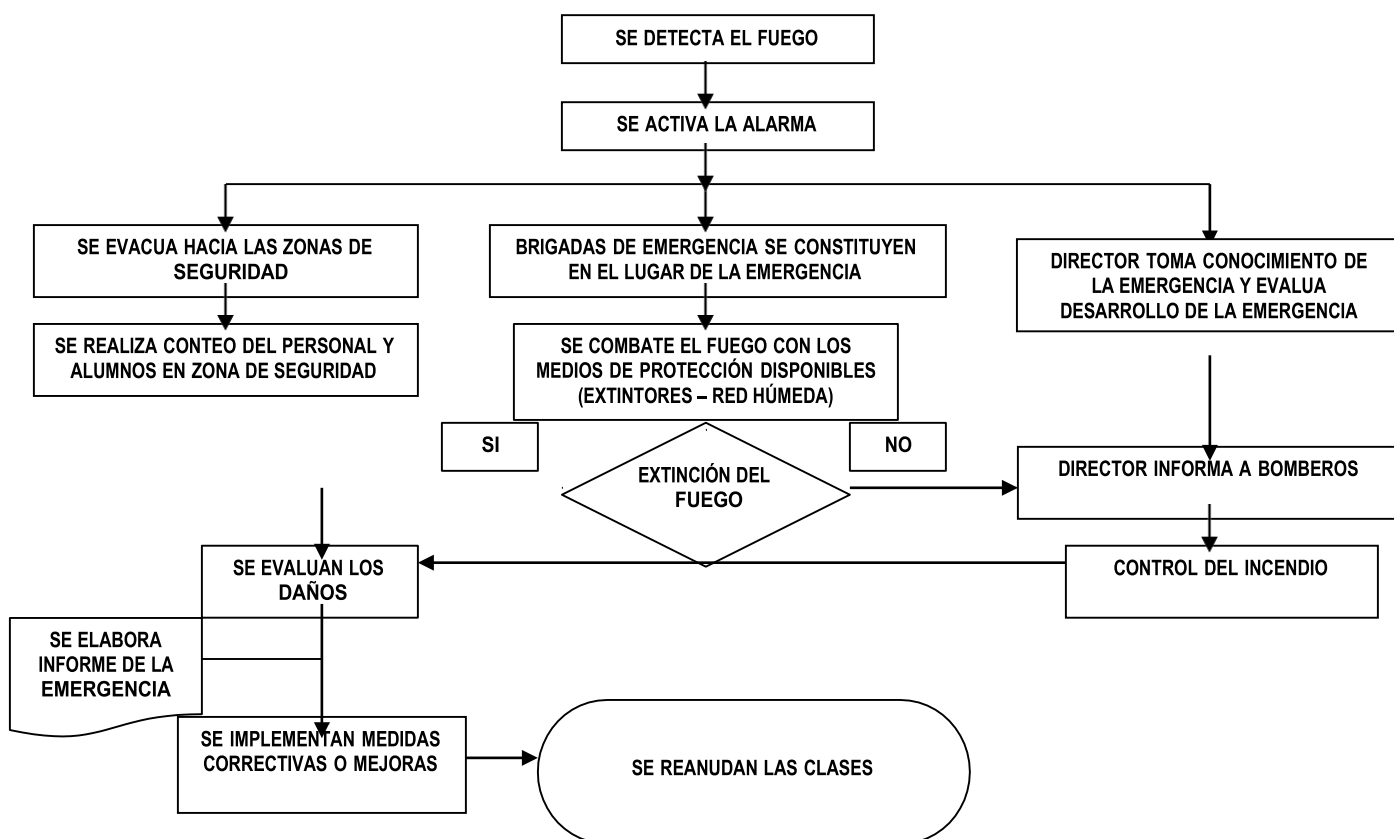 SE DETECTA EL FUEGO
SE ACTIVA LA ALARMA
SE EVACUA HACIA LAS ZONAS DE
SEGURIDAD
BRIGADAS DE EMERGENCIA SE CONSTITUYEN
EN EL LUGAR DE LA EMERGENCIA
DIRECTOR TOMA CONOCIMIENTO DE
LA EMERGENCIA Y EVALUA
DESARROLLO DE LA EMERGENCIA
SE REALIZA CONTEO DEL PERSONAL Y
ALUMNOS EN ZONA DE SEGURIDAD
SE COMBATE EL FUEGO CON LOS
MEDIOS DE PROTECCIÓN DISPONIBLES
(EXTINTORES – RED HÚMEDA)
SI
NO
EXTINCIÓN DEL
FUEGO
DIRECTOR INFORMA A BOMBEROS
SE EVALUAN LOS
DAÑOS
CONTROL DEL INCENDIO
SE ELABORA
INFORME DE LA
EMERGENCIA
SE IMPLEMENTAN MEDIDAS
CORRECTIVAS O MEJORAS
SE REANUDAN LAS CLASES